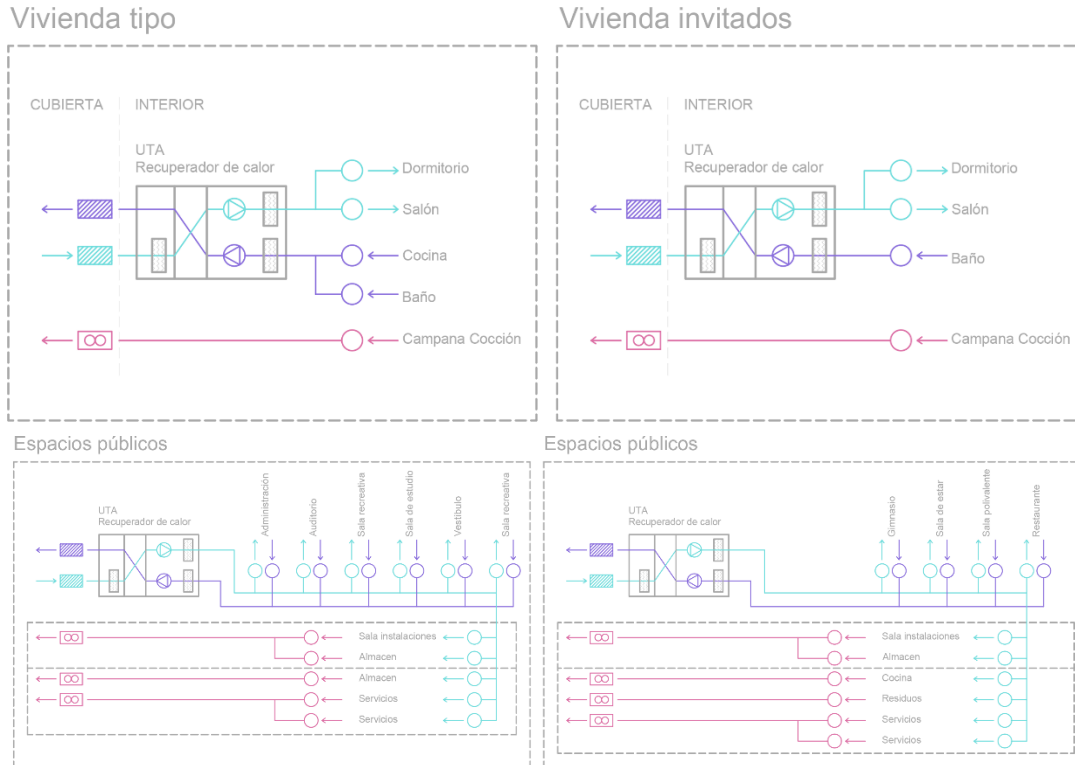 Vivienda tipo
CUBIERTA
INTERIOR
UTA
Recuperador de calor
Dormitorio
Salón
Cocina
Baño
Campana Cocción
Vivienda invitados
CUBIERTA
INTERIOR
UTA
Recuperador de calor
Dormitorio
Salón
Baño
Campana Cocción
Espacios públicos
UTA
Recuperador de calor
Administración
Auditorio
Sala recreativa
Sala de estudio
Vestíbulo
Sala recreativa
Sala instalaciones
Almacen
Almacen
Servicios
Servicios
Espacios públicos
UTA
Recuperador de calor
Gimnasio
Sala de estar
Sala polivalente
Restaurante
Sala instalaciones
Almacen
Cocina
Residuos
Servicios
Servicios